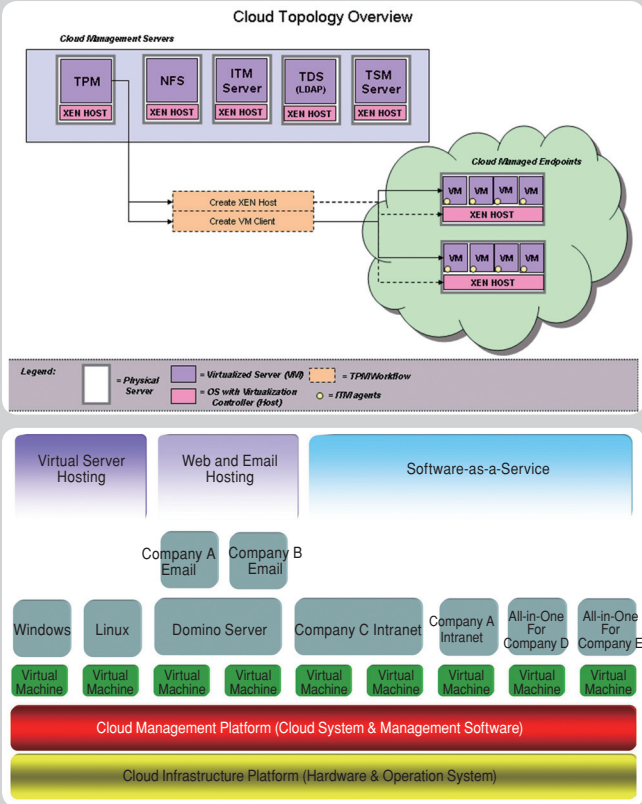 Cloud Topology Overview
Cloud Management Servers
TPM
XEN HOST
NFS
XEN HOST
ITM
Server
XEN HOST
TDS
(LDAP)
XEN HOST
TSM
Server
XEN HOST
Cloud Managed Endpoints
VM VM VM VM
XEN HOST
Create XEN Host
Create VM Client
VM VM VM VM
XEN HOST
Legend:
= Physical
Server
= Virtualized Server (VM)
= OS with Virtualization
Controller (Host)
= TPM Workflow
= ITM agents
Virtual Server
Hosting
Web and Email
Hosting
Software-as-a-Service
Company A
Email
Company B
Email
Windows
Linux
Domino Server
Company C Intranet
Company A
Intranet
All-in-One
For
Company D
All-in-One
For
Company E
Virtual
Machine
Virtual
Machine
Virtual
Machine
Virtual
Machine
Virtual
Machine
Virtual
Machine
Virtual
Machine
Virtual
Machine
Virtual
Machine
Cloud Management Platform (Cloud System & Management Software)
Cloud Infrastructure Platform (Hardware & Operation System)